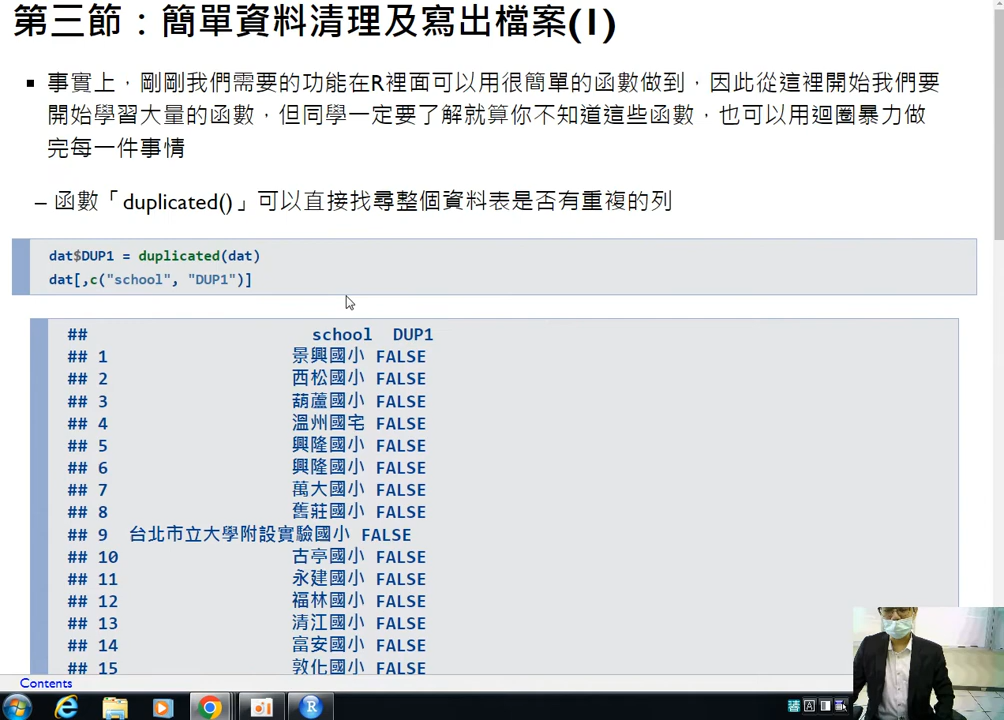 第三節：簡單資料清理及寫出檔案(1)
▪ 事實上，剛剛我們需要的功能在R裡面可以用很簡單的函數做到，因此從這裡開始我們要
開始學習大量的函數，但同學一定要了解就算你不知道這些函數，也可以用迴圈暴力做
完每一件事情
– 函數「duplicated()」可以直接找尋整個資料表是否有重複的列
dat$DUP1 = duplicated(dat)
dat[,c("school", "DUP1")]
## school DUP1
## 1 景興國小 FALSE
## 2 西松國小 FALSE
## 3 葫蘆國小 FALSE
## 4 溫州國宅 FALSE
## 5 興隆國小 FALSE
## 6 興隆國小 FALSE
## 7 萬大國小 FALSE
## 8 舊莊國小 FALSE
## 9 台北市立大學附設實驗國小 FALSE
## 10 古亭國小 FALSE
## 11 永建國小 FALSE
## 12 福林國小 FALSE
## 13 清江國小 FALSE
## 14 富安國小 FALSE
## 15 敦化國小 FALSE
Contents